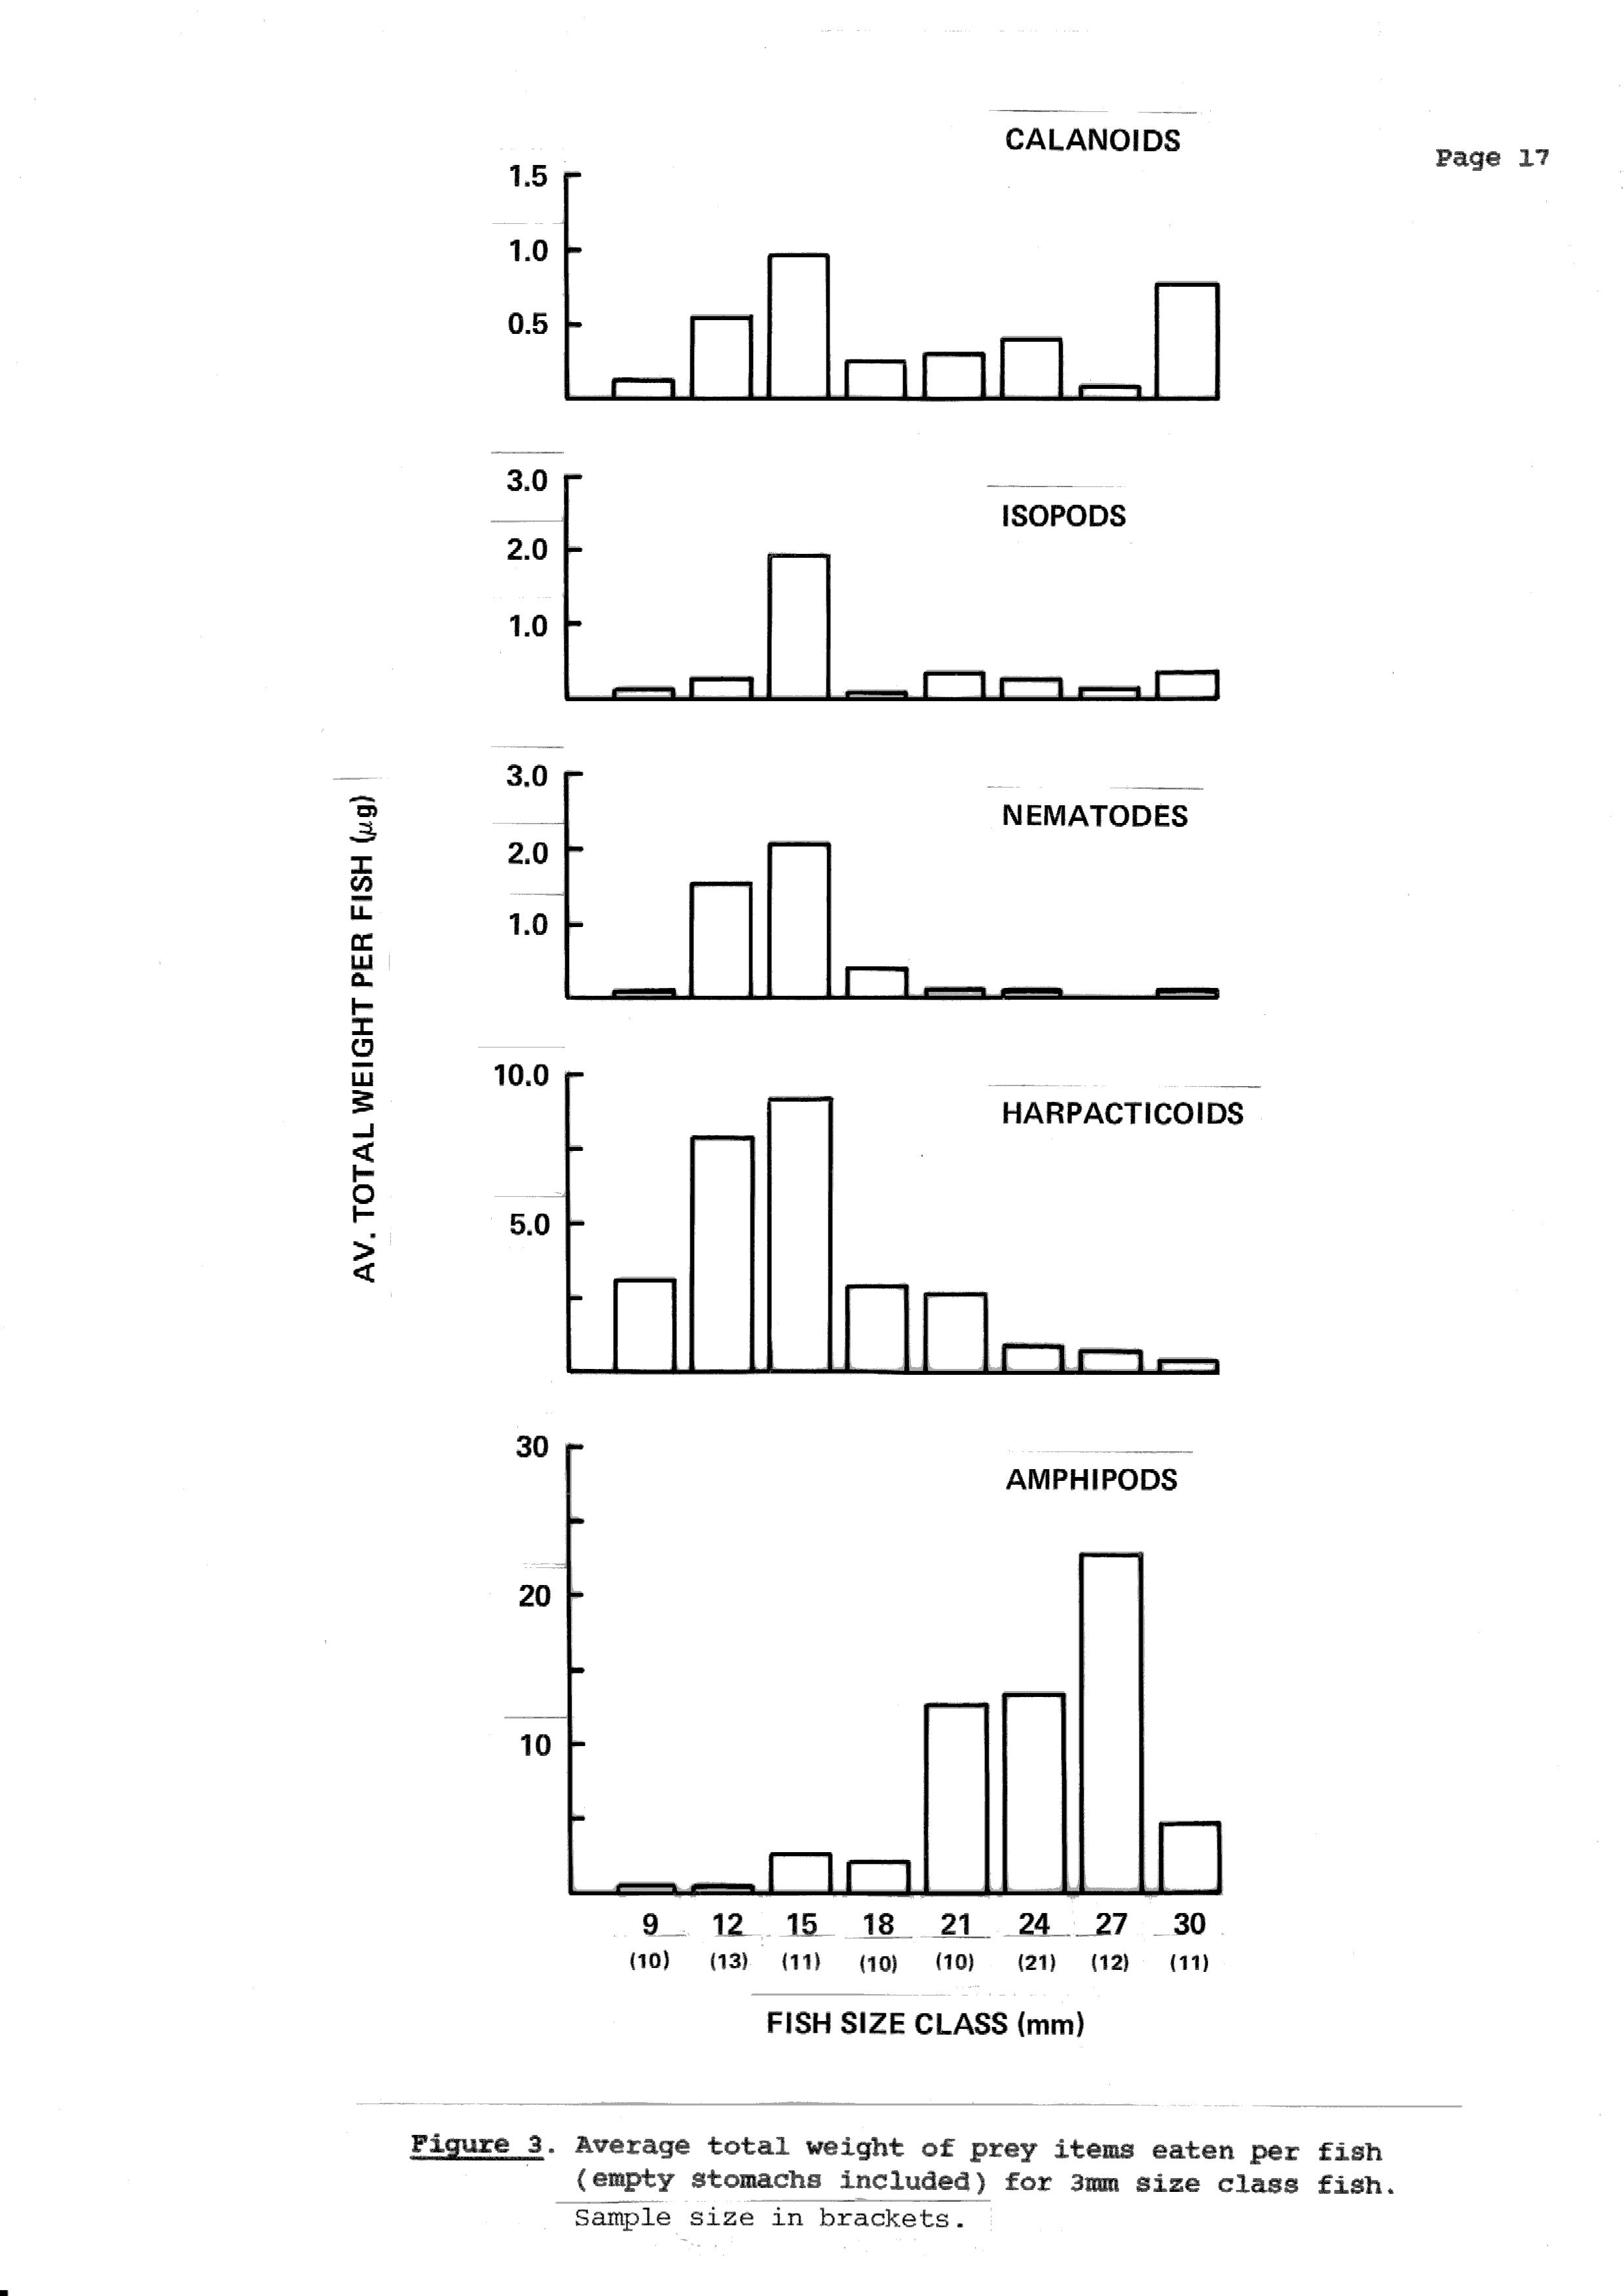 CALANOIDS
Page 17
1.5
1.0
0.5
3.0
ISOPODS
2.0
1.0
3.0
NEMATODES
2.0
1.0
AV. TOTAL WEIGHT PER FISH (µg)
10.0
HARPACTICOIDS
5.0
30
AMPHIPODS
20
10
9 12 15 18 21 24 27 30
(10) (13) (11) (10) (10) (21) (12) (11)
FISH SIZE CLASS (mm)
Figure 3. Average total weight of prey items eaten per fish
(empty stomachs included) for 3mm size class fish.
Sample size in brackets.